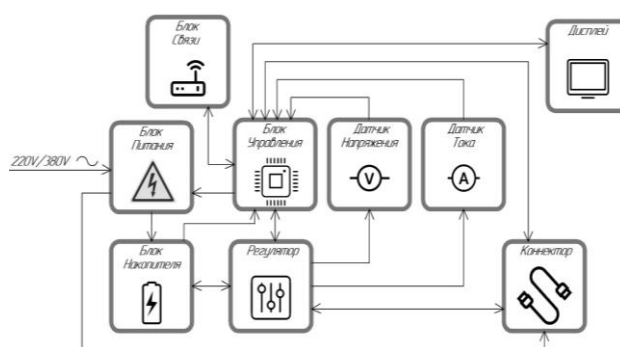 Блок
Связи
Дисплей
Блок
Питания
Блок
Управления
Датчик
Напряжения
Датчик
Тока
220V/380V
V
A
Блок
Накопителя
Регулятор
Коннектор